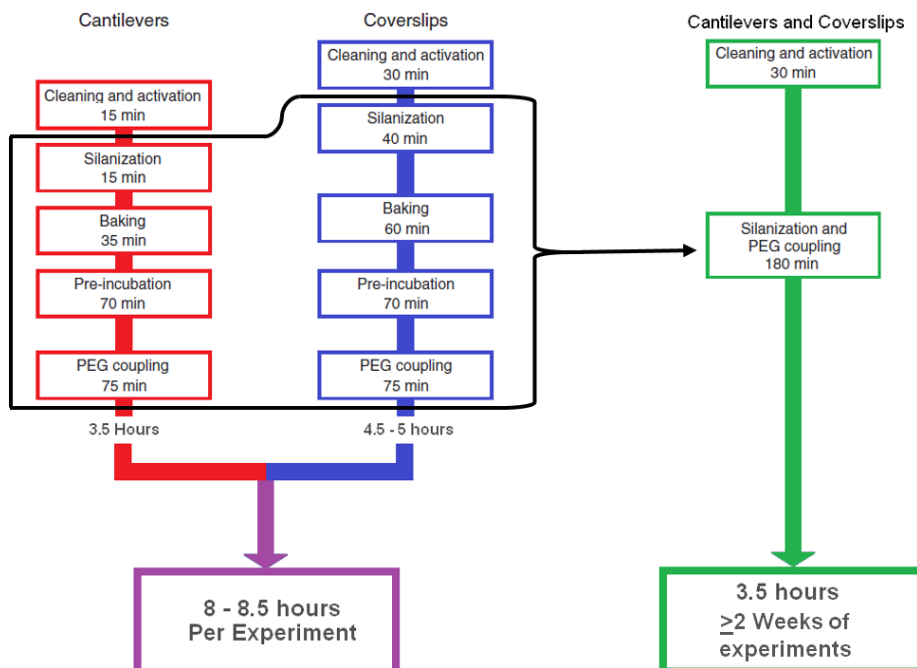 Cantilevers
Cleaning and activation
15 min
Silanization
15 min
Baking
35 min
Pre-incubation
70 min
PEG coupling
75 min
3.5 Hours
Coverslips
Cleaning and activation
30 min
Silanization
40 min
Baking
60 min
Pre-incubation
70 min
PEG coupling
75 min
4.5 - 5 hours
8 - 8.5 hours
Per Experiment
Cantilevers and Coverslips
Cleaning and activation
30 min
Silanization and
PEG coupling
180 min
3.5 hours
≥2 Weeks of
experiments